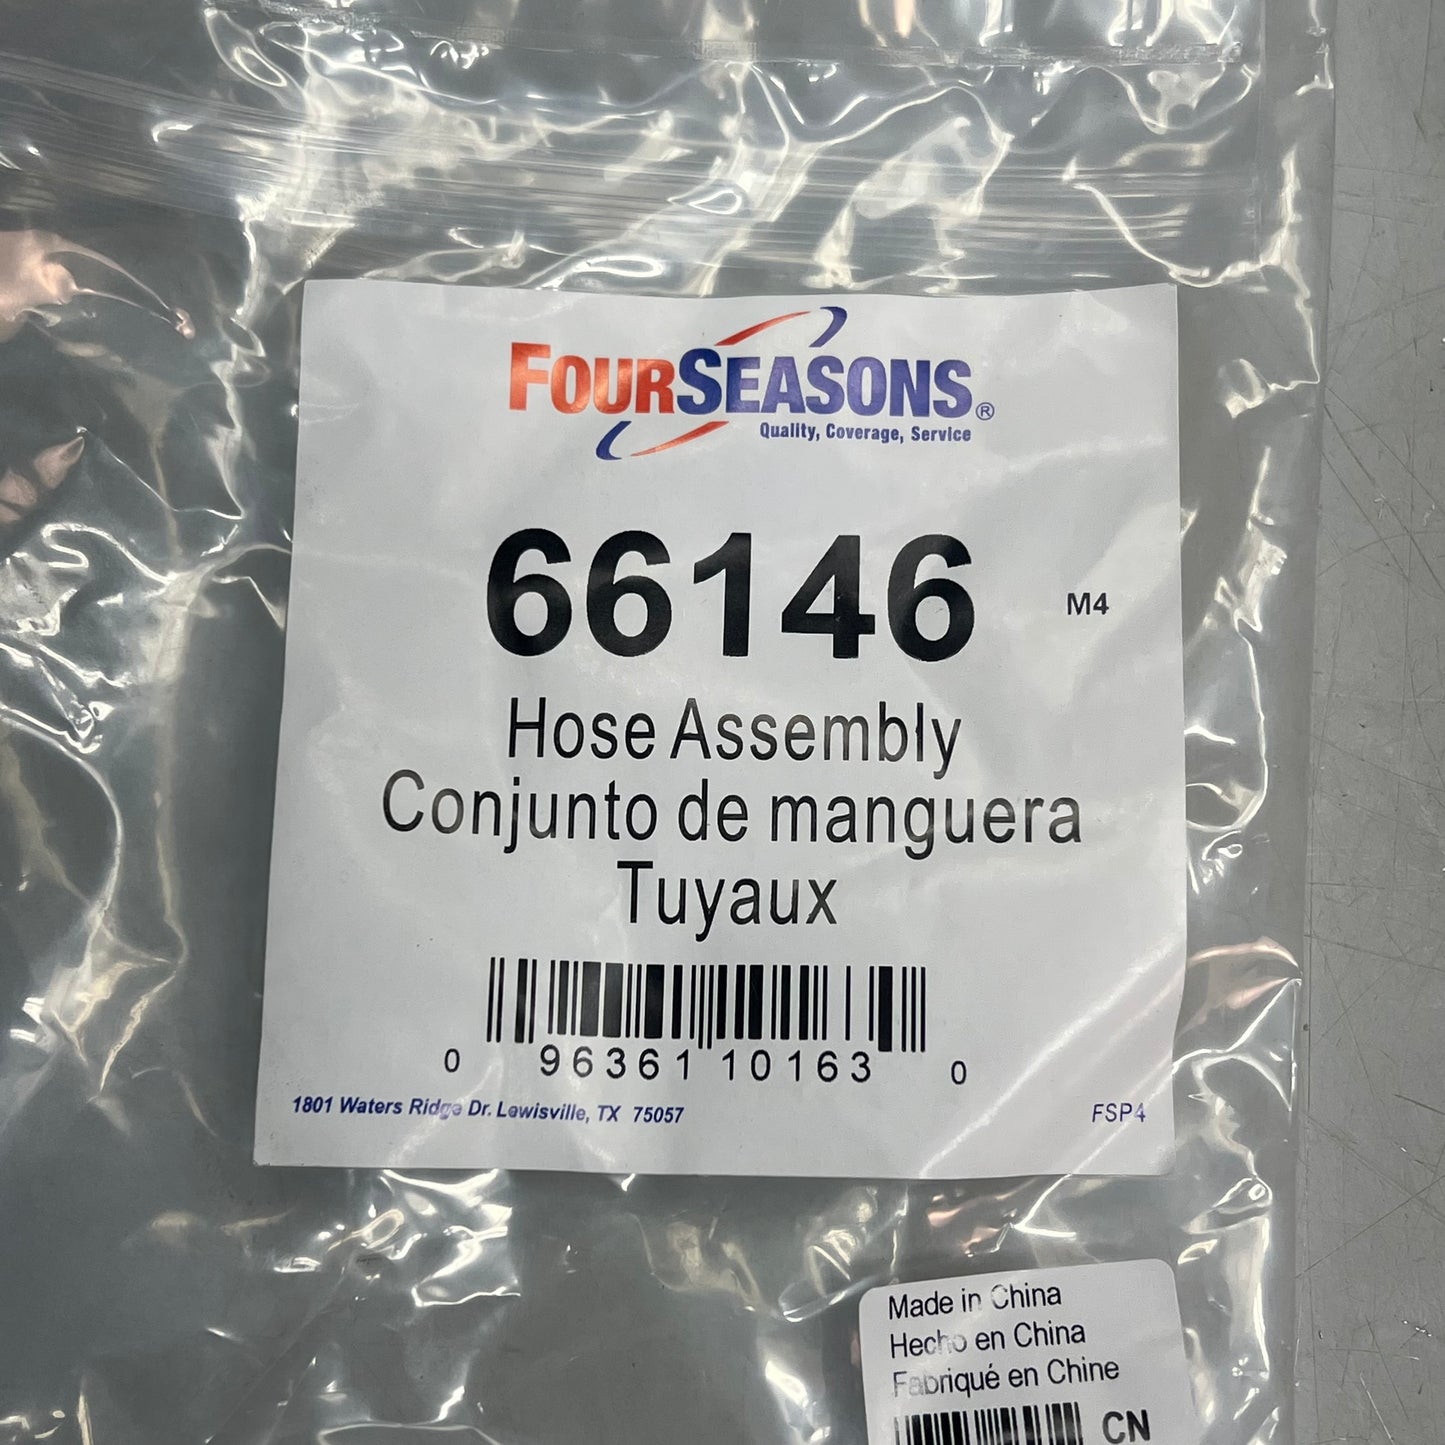 FOURSEASONS®
Quality, Coverage, Service
66146
M4
Hose Assembly
Conjunto de manguera
Tuyaux
0 96361 10163 0
1801 Waters Ridge Dr. Lewisville, TX 75057
FSP4
Made in China
Hecho en China
Fabriqué en Chine
CN